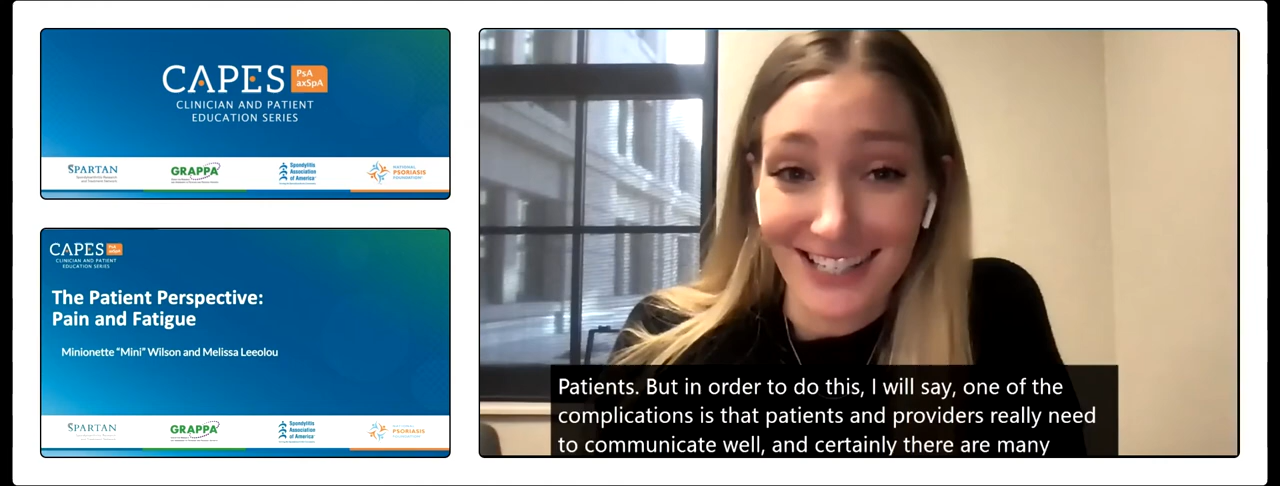 CAPES PsA axSpA
CLINICIAN AND PATIENT
EDUCATION SERIES
SPARTAN
GRAPPA
Spondylitis
Association
of America
NATIONAL
PSORIASIS
FOUNDATION
CAPES PsA axSpA
CLINICIAN AND PATIENT
EDUCATION SERIES
The Patient Perspective:
Pain and Fatigue
Minionette “Mini” Wilson and Melissa Leeolou
SPARTAN
GRAPPA
Spondylitis
Association
of America
NATIONAL
PSORIASIS
FOUNDATION
Patients. But in order to do this, I will say, one of the
complications is that patients and providers really need
to communicate well, and certainly there are many